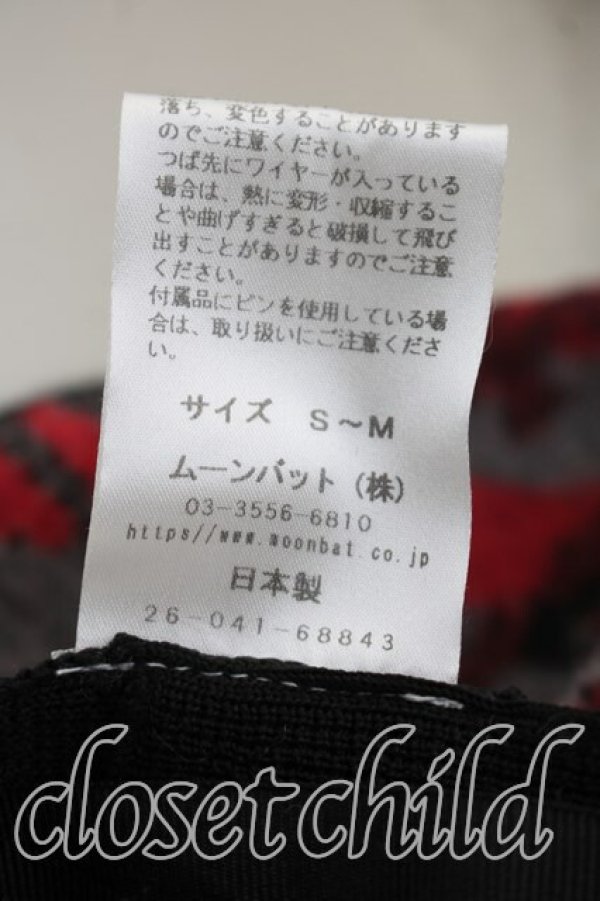 落ち、変色することがあります
のでご注意ください。
つば先にワイヤーが入っている
場合は、熱に変形・収縮するこ
とや曲げすぎると破損して飛び
出すことがありますのでご注意
ください。
付属品にピンを使用している場
合は、取り扱いにご注意くださ
い。
サイズ S～M
ムーンバット（株）
03-3556-6810
https//www.moonbat.co.jp
日本製
26-041-68843
closet child